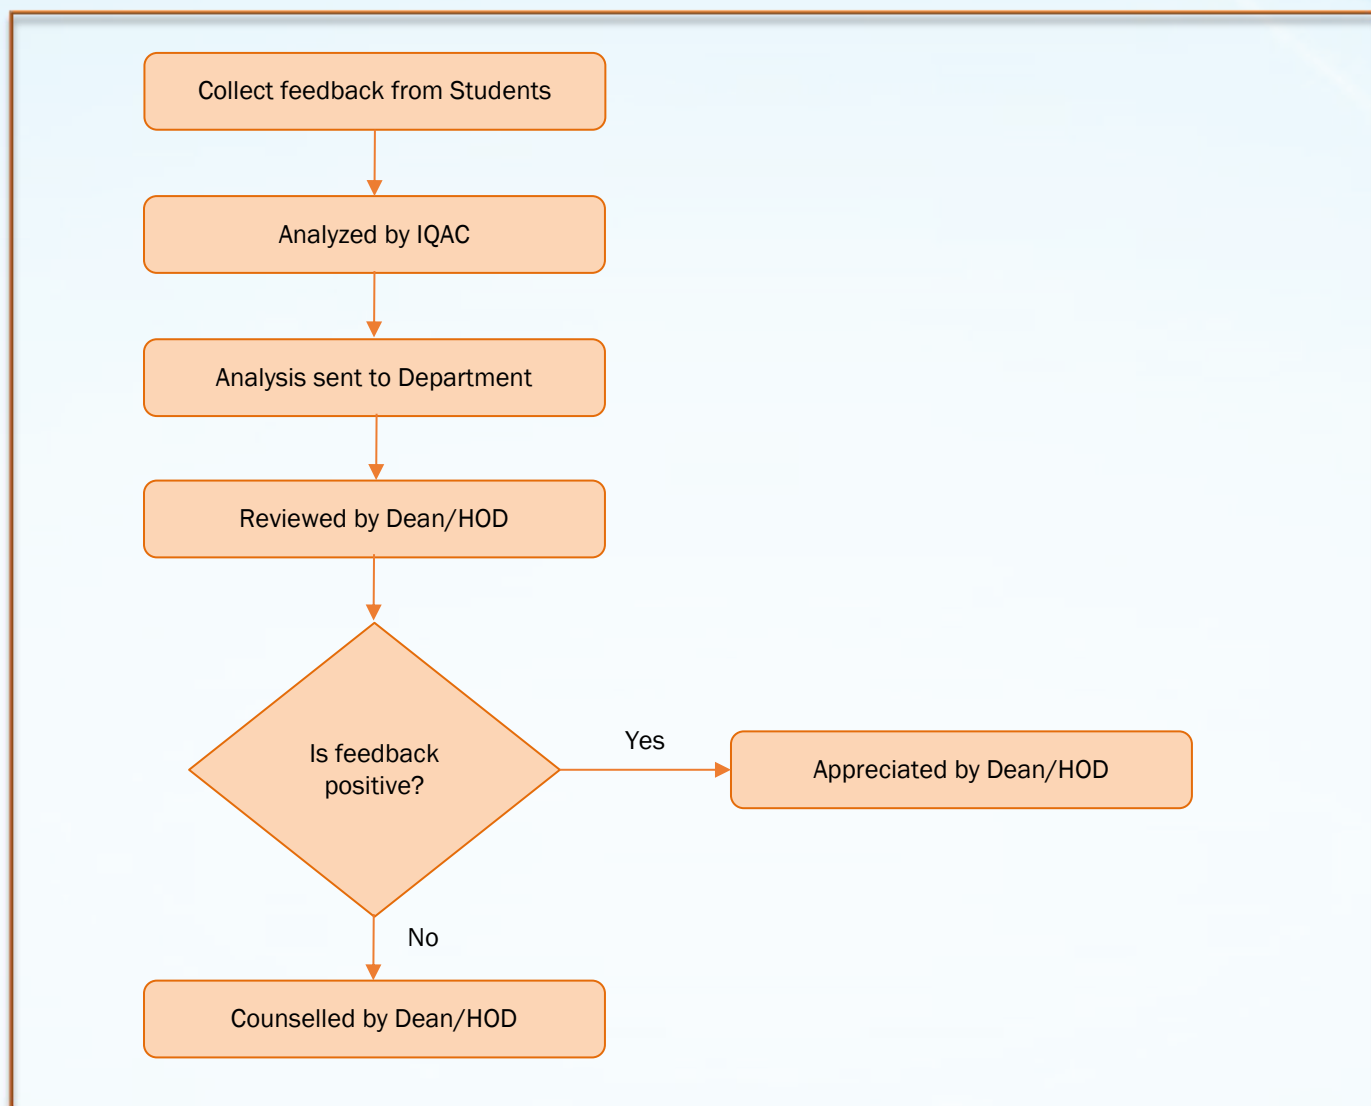 Collect feedback from Students
Analyzed by IQAC
Analysis sent to Department
Reviewed by Dean/HOD
Is feedback
positive?
Yes
Appreciated by Dean/HOD
No
Counselled by Dean/HOD